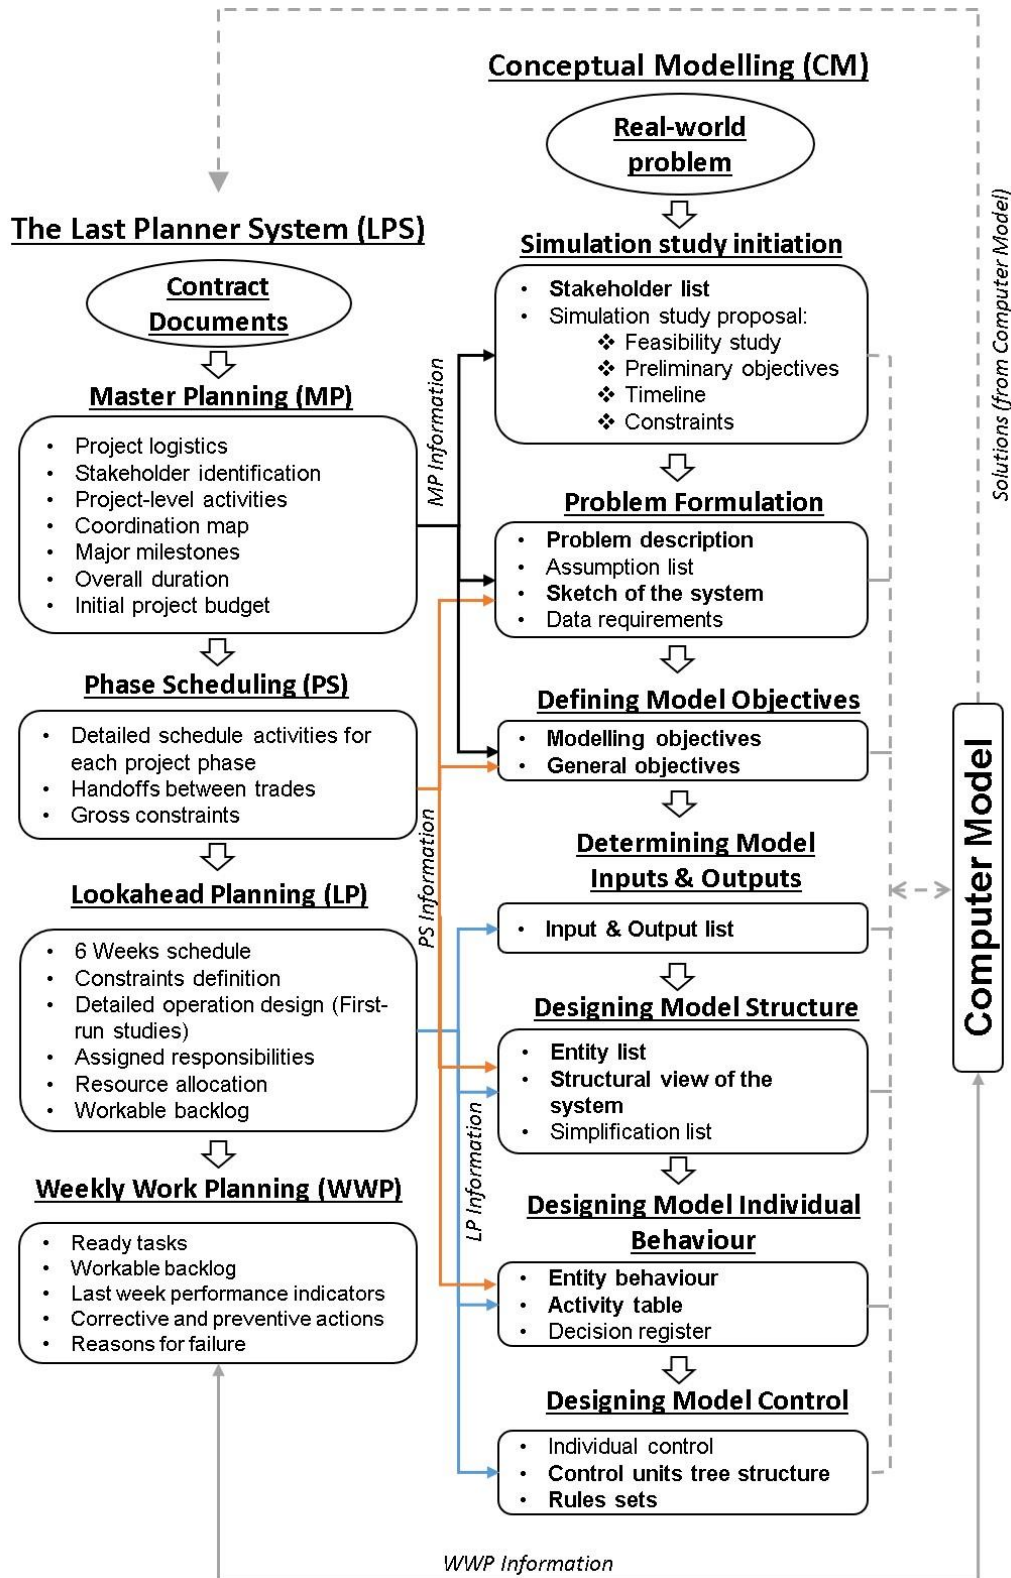 Conceptual Modelling (CM)
Real-world
problem
The Last Planner System (LPS)
Contract
Documents
Master Planning (MP)
• Project logistics
• Stakeholder identification
• Project-level activities
• Coordination map
• Major milestones
• Overall duration
• Initial project budget
Phase Scheduling (PS)
• Detailed schedule activities for
each project phase
• Handoffs between trades
• Gross constraints
Lookahead Planning (LP)
• 6 Weeks schedule
• Constraints definition
• Detailed operation design (First-
run studies)
• Assigned responsibilities
• Resource allocation
• Workable backlog
Weekly Work Planning (WWP)
• Ready tasks
• Workable backlog
• Last week performance indicators
• Corrective and preventive actions
• Reasons for failure
MP Information
PS Information
LP Information
Simulation study initiation
• Stakeholder list
• Simulation study proposal:
❖ Feasibility study
❖ Preliminary objectives
❖ Timeline
❖ Constraints
Problem Formulation
• Problem description
• Assumption list
• Sketch of the system
• Data requirements
Defining Model Objectives
• Modelling objectives
• General objectives
Determining Model
Inputs & Outputs
• Input & Output list
Designing Model Structure
• Entity list
• Structural view of the
system
• Simplification list
Designing Model Individual
Behaviour
• Entity behaviour
• Activity table
• Decision register
Designing Model Control
• Individual control
• Control units tree structure
• Rules sets
Solutions (from Computer Model)
Computer Model
WWP Information